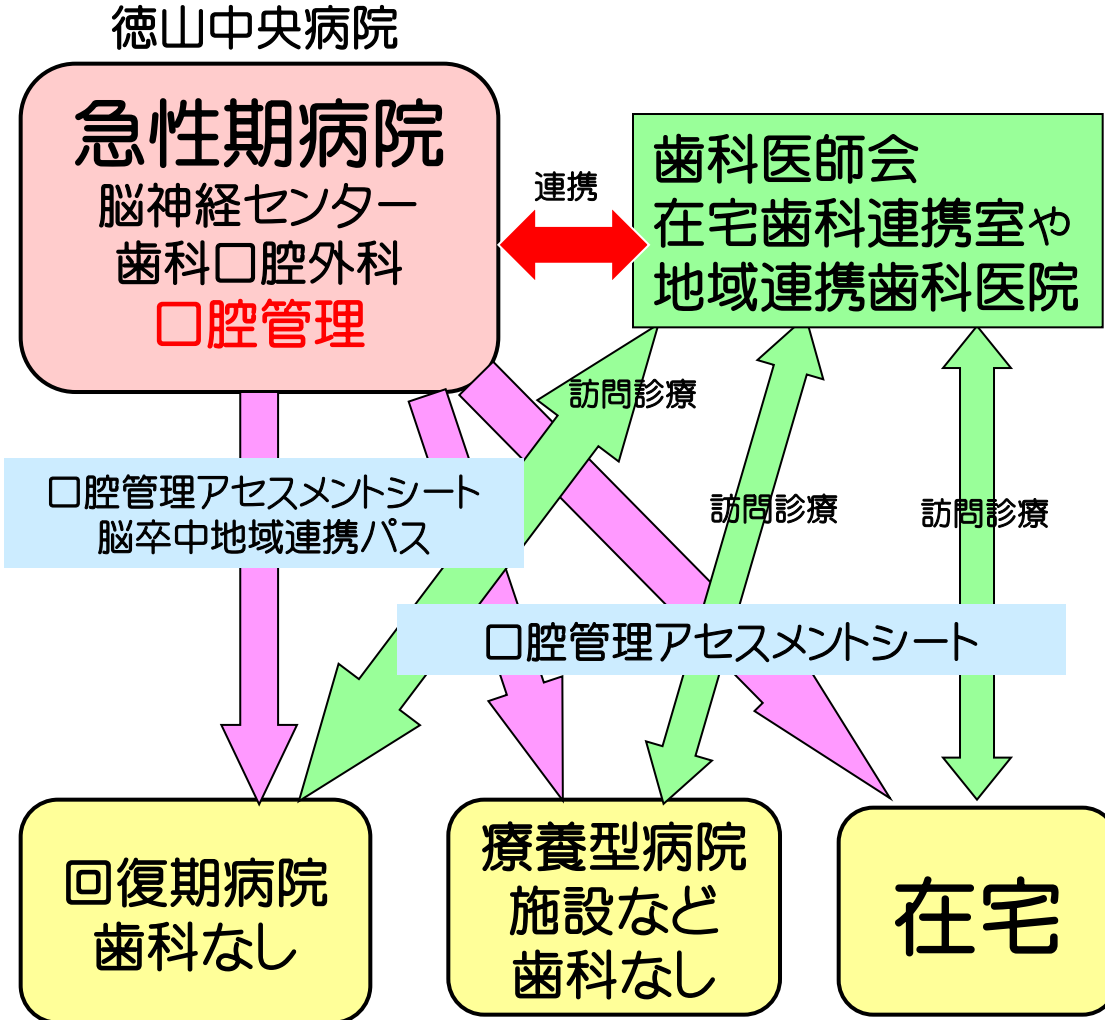 徳山中央病院
急性期病院
脳神経センター
歯科口腔外科
口腔管理
連携
歯科医師会
在宅歯科連携室や
地域連携歯科医院
訪問診療
訪問診療
訪問診療
口腔管理アセスメントシート
脳卒中地域連携パス
口腔管理アセスメントシート
回復期病院
歯科なし
療養型病院
施設など
歯科なし
在宅